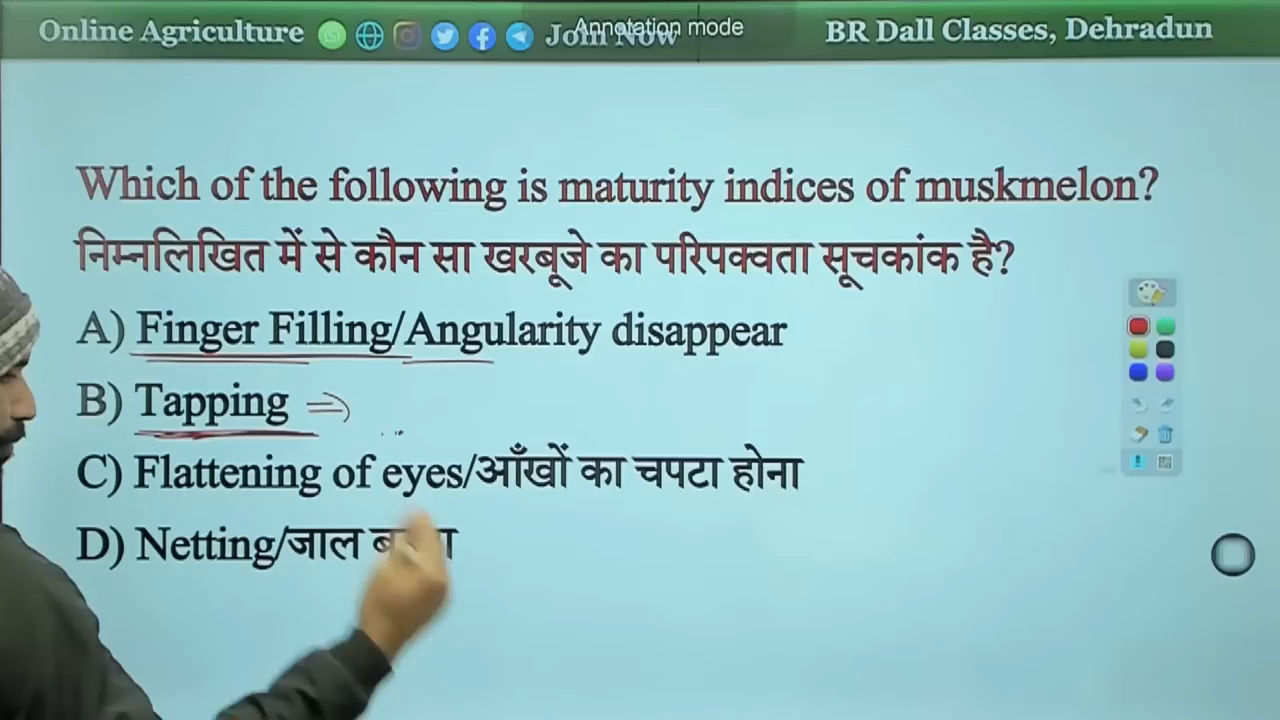 Online Agriculture Join Now Annotation mode BR Dall Classes, Dehradun
Which of the following is maturity indices of muskmelon?
निम्नलिखित में से कौन सा खरबूजे का परिपक्वता सूचकांक है?
A) Finger Filling/Angularity disappear
B) Tapping ⇒
C) Flattening of eyes/आँखों का चपटा होना
D) Netting/जाल